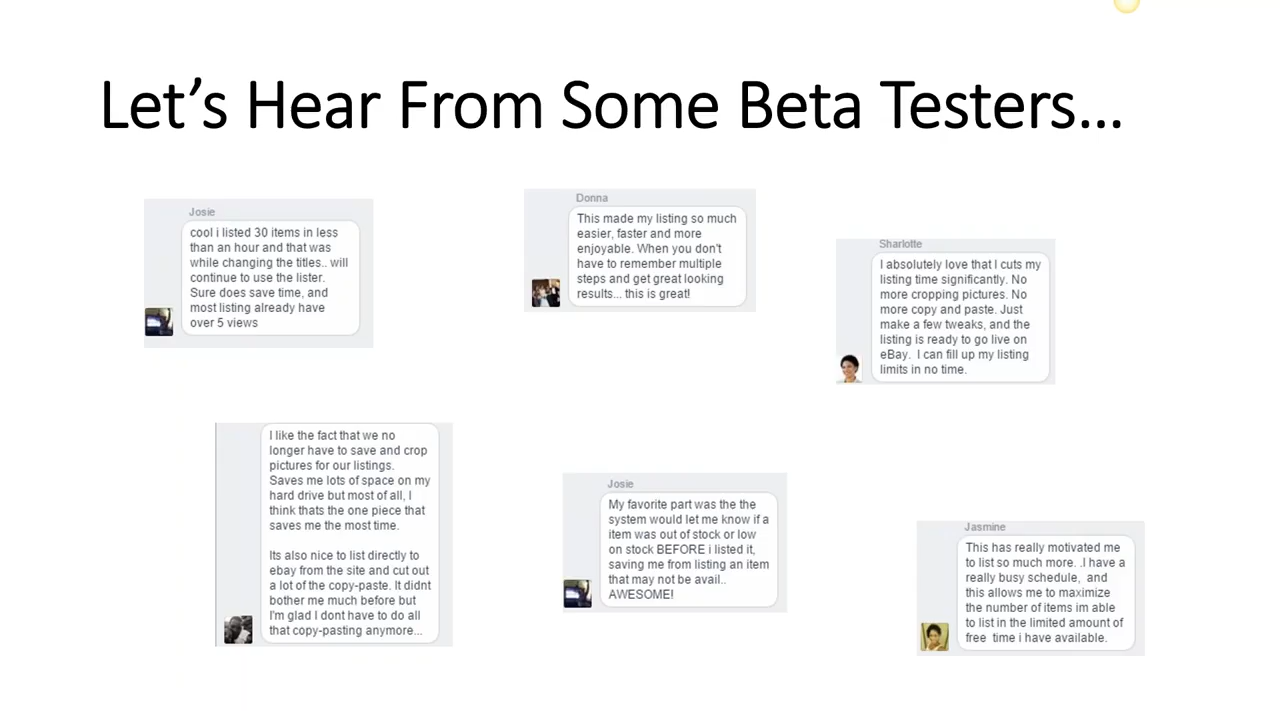 Let's Hear From Some Beta Testers...
Josie
cool i listed 30 items in less
than an hour and that was
while changing the titles.. will
continue to use the lister.
Sure does save time, and
most listing already have
over 5 views
Donna
This made my listing so much
easier, faster and more
enjoyable. When you don't
have to remember multiple
steps and get great looking
results... this is great!
Sharlotte
I absolutely love that I cuts my
listing time significantly. No
more cropping pictures. No
more copy and paste. Just
make a few tweaks, and the
listing is ready to go live on
eBay. I can fill up my listing
limits in no time.
I like the fact that we no
longer have to save and crop
pictures for our listings.
Saves me lots of space on my
hard drive but most of all, I
think thats the one piece that
saves me the most time.
Its also nice to list directly to
ebay from the site and cut out
a lot of the copy-paste. It didnt
bother me much before but
I'm glad I dont have to do all
that copy-pasting anymore...
Josie
My favorite part was the the
system would let me know if a
item was out of stock or low
on stock BEFORE i listed it,
saving me from listing an item
that may not be avail..
AWESOME!
Jasmine
This has really motivated me
to list so much more. .I have a
really busy schedule, and
this allows me to maximize
the number of items im able
to list in the limited amount of
free time i have available.